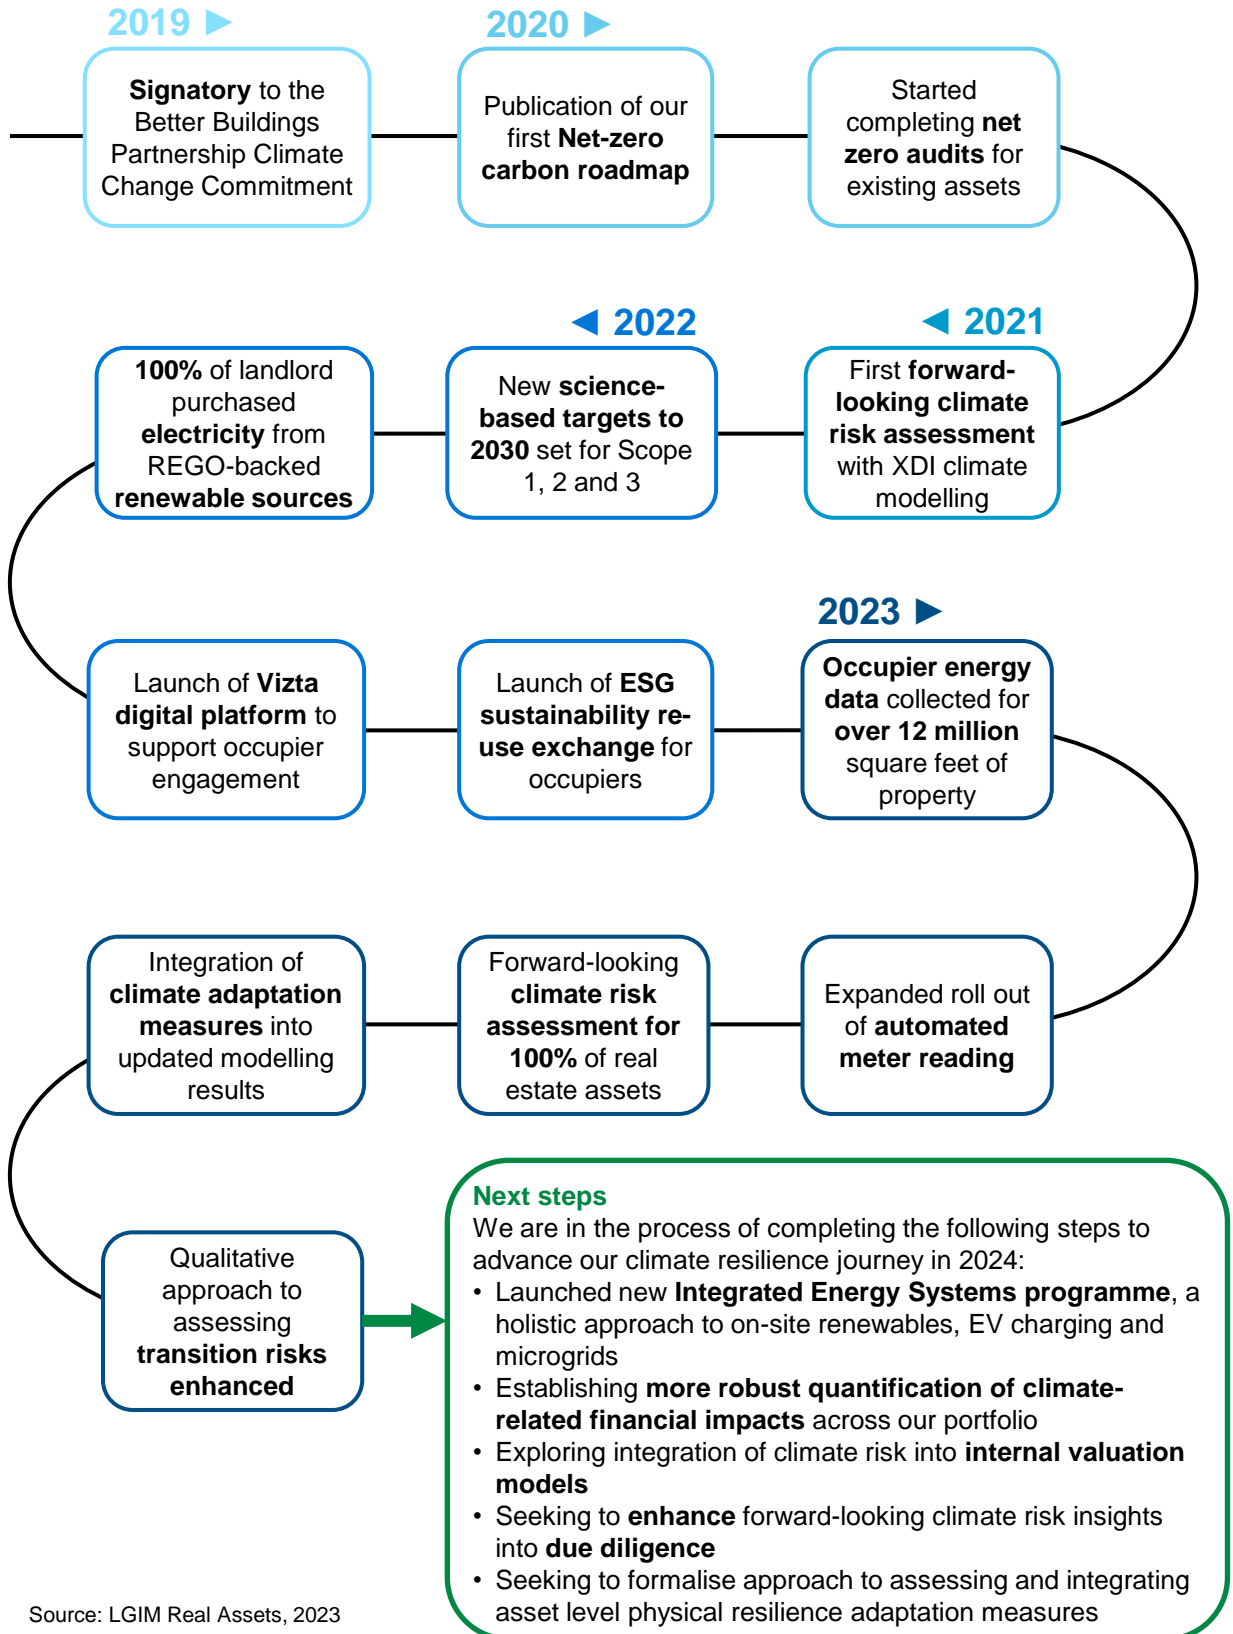 2019 ►
Signatory to the
Better Buildings
Partnership Climate
Change Commitment
2020 ►
Publication of our
first Net-zero
carbon roadmap
Started
completing net
zero audits for
existing assets
◄ 2021
First forward-
looking climate
risk assessment
with XDI climate
modelling
◄ 2022
New science-
based targets to
2030 set for Scope
1, 2 and 3
100% of landlord
purchased
electricity from
REGO-backed
renewable sources
Launch of Vizta
digital platform to
support occupier
engagement
Launch of ESG
sustainability re-
use exchange for
occupiers
2023 ►
Occupier energy
data collected for
over 12 million
square feet of
property
Expanded roll out
of automated
meter reading
Forward-looking
climate risk
assessment for
100% of real
estate assets
Integration of
climate adaptation
measures into
updated modelling
results
Qualitative
approach to
assessing
transition risks
enhanced
Next steps
We are in the process of completing the following steps to
advance our climate resilience journey in 2024:
• Launched new Integrated Energy Systems programme, a
holistic approach to on-site renewables, EV charging and
microgrids
• Establishing more robust quantification of climate-
related financial impacts across our portfolio
• Exploring integration of climate risk into internal valuation
models
• Seeking to enhance forward-looking climate risk insights
into due diligence
• Seeking to formalise approach to assessing and integrating
asset level physical resilience adaptation measures
Source: LGIM Real Assets, 2023